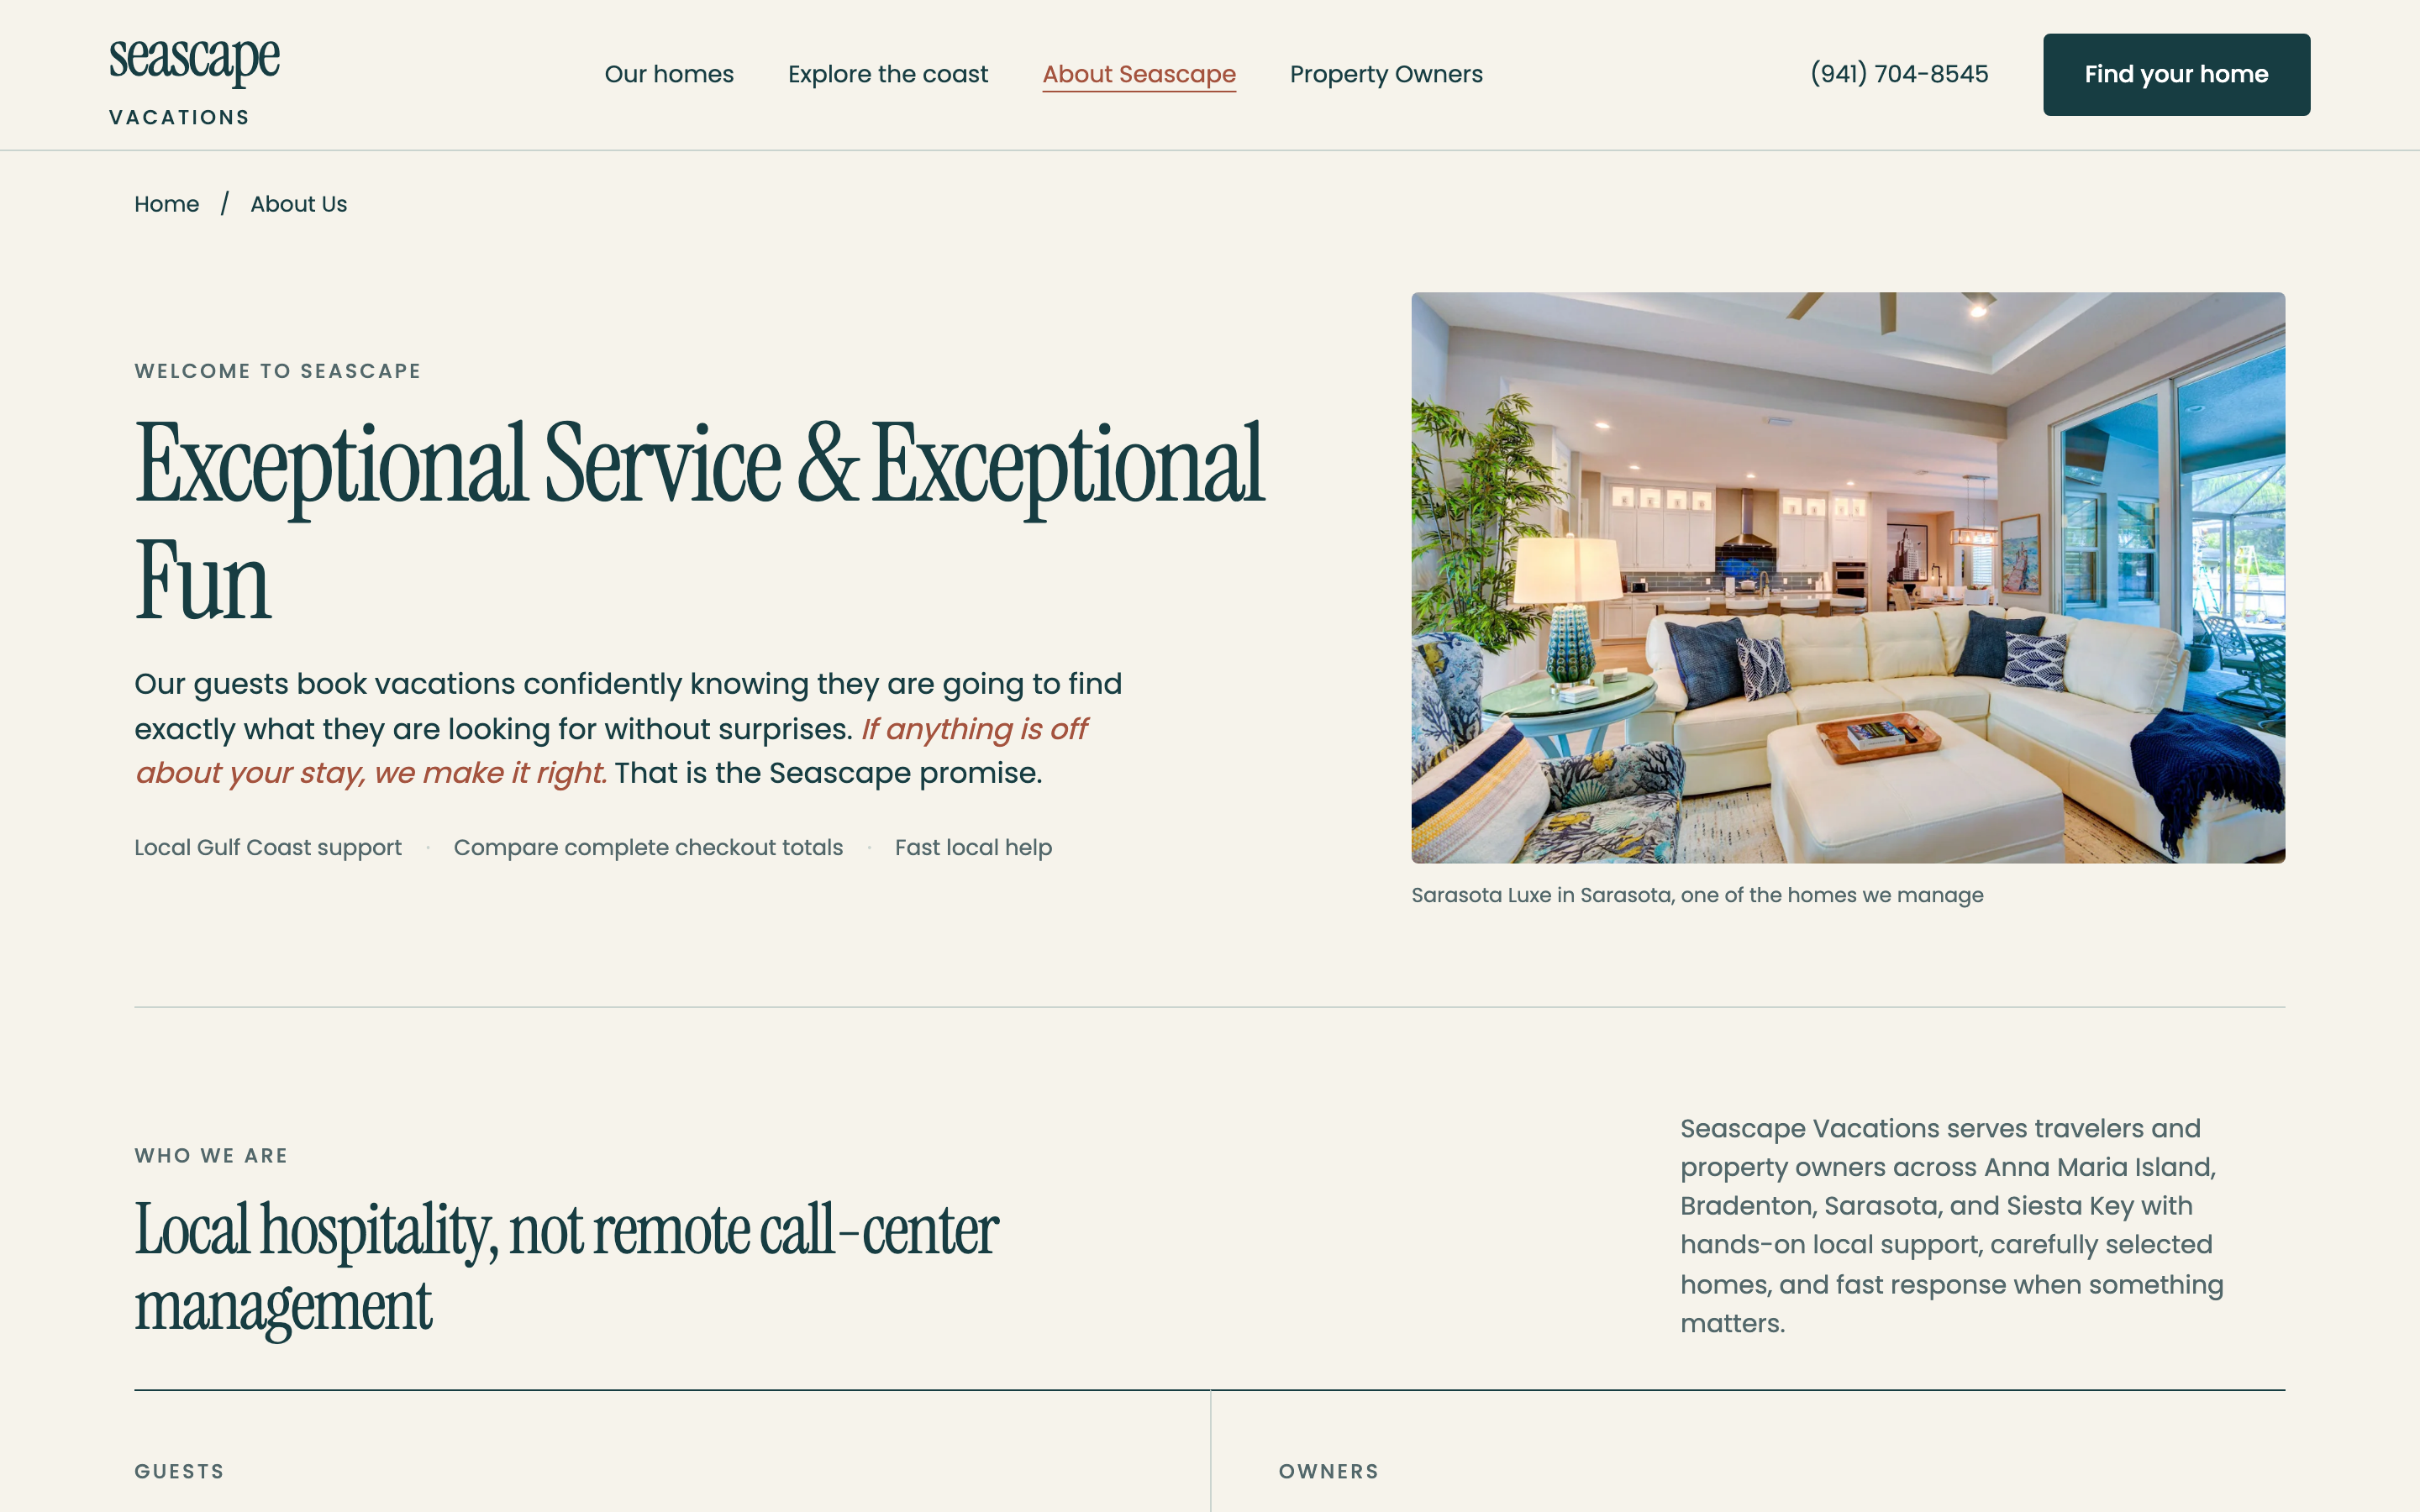 seascape
VACATIONS
Our homes
Explore the coast
About Seascape
Property Owners
(941) 704-8545
Find your home
Home / About Us
WELCOME TO SEASCAPE
Exceptional Service & Exceptional
Fun
Our guests book vacations confidently knowing they are going to find
exactly what they are looking for without surprises. If anything is off
about your stay, we make it right. That is the Seascape promise.
Local Gulf Coast support · Compare complete checkout totals · Fast local help
Sarasota Luxe in Sarasota, one of the homes we manage
WHO WE ARE
Local hospitality, not remote call-center
management
Seascape Vacations serves travelers and
property owners across Anna Maria Island,
Bradenton, Sarasota, and Siesta Key with
hands-on local support, carefully selected
homes, and fast response when something
matters.
GUESTS
OWNERS